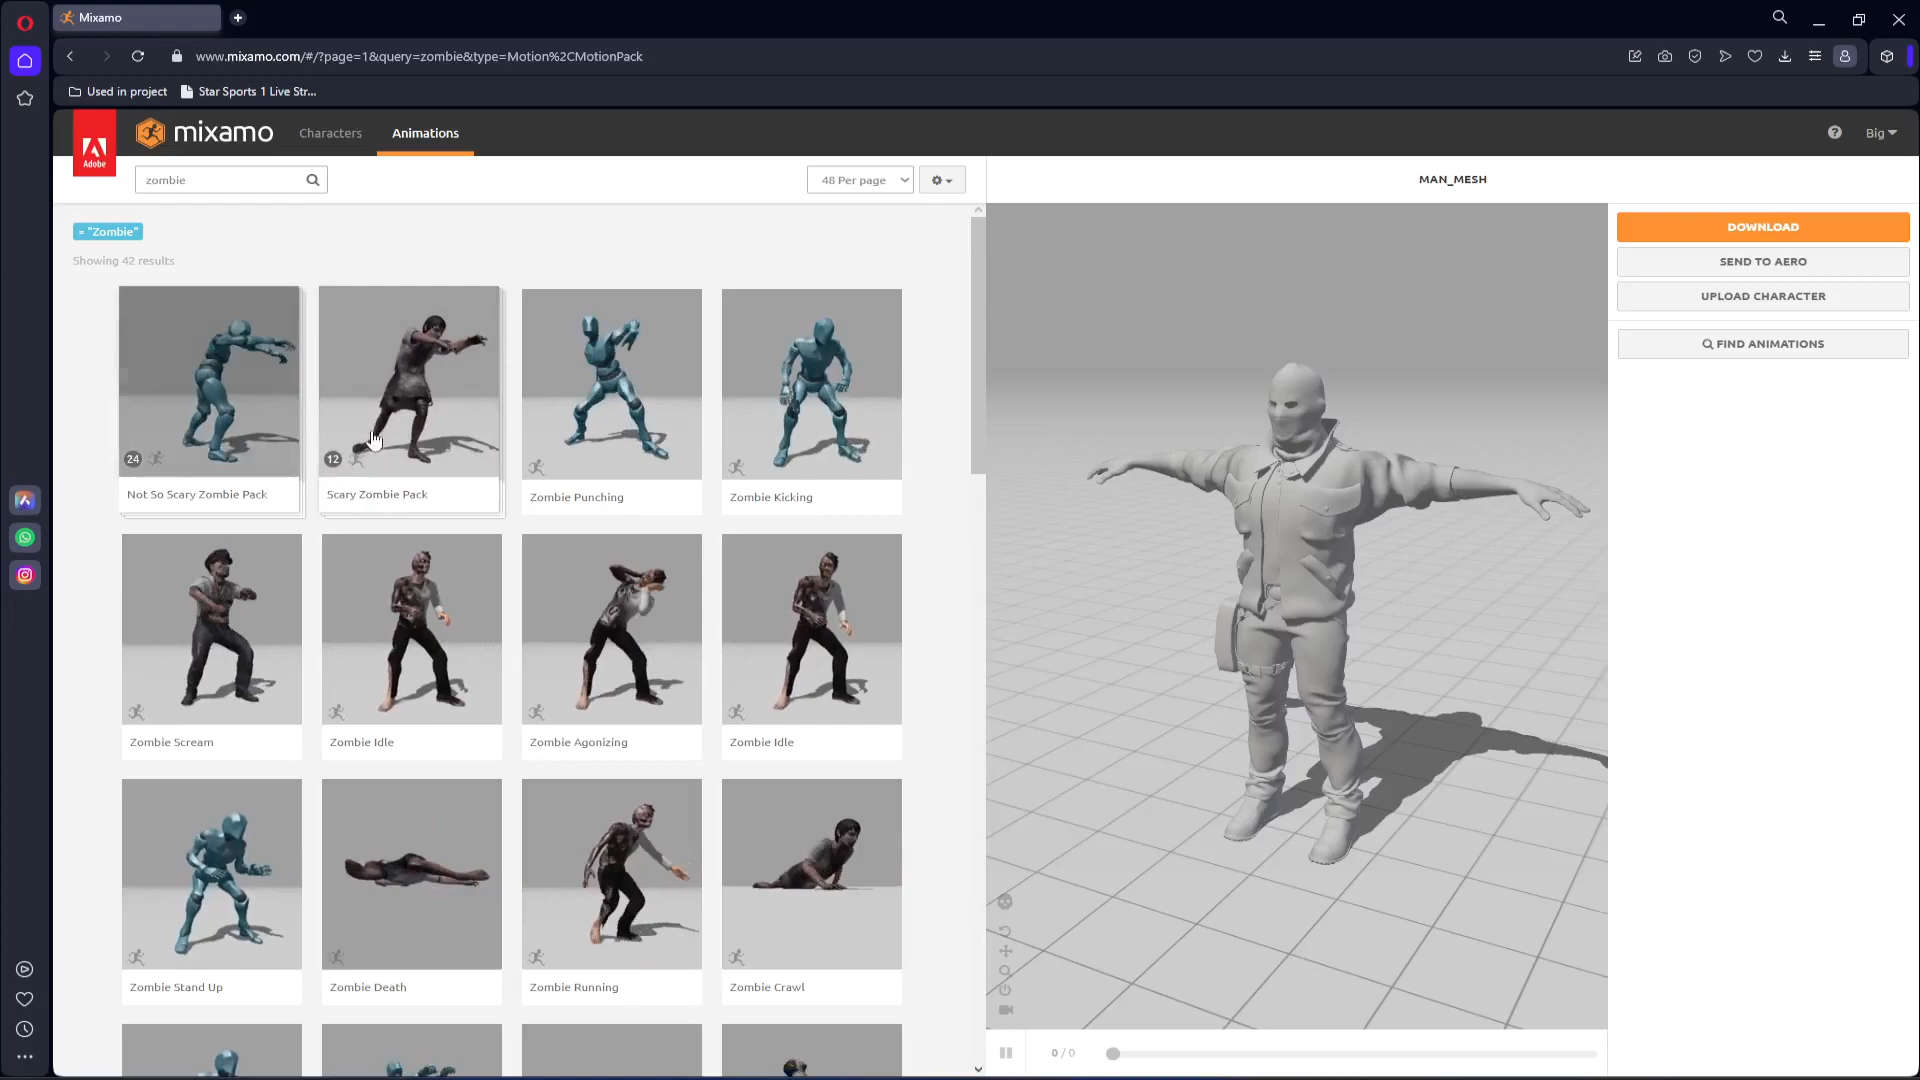 Mixamo
www.mixamo.com/#/?page=1&query=zombie&type=Motion%2CMotionPack
Used in project
Star Sports 1 Live Str...
Adobe
mixamo
Characters
Animations
Big
zombie
48 Per page
MAN_MESH
= "Zombie"
Showing 42 results
DOWNLOAD
SEND TO AERO
UPLOAD CHARACTER
FIND ANIMATIONS
24
12
Not So Scary Zombie Pack
Scary Zombie Pack
Zombie Punching
Zombie Kicking
Zombie Scream
Zombie Idle
Zombie Agonizing
Zombie Idle
Zombie Stand Up
Zombie Death
Zombie Running
Zombie Crawl
0 / 0